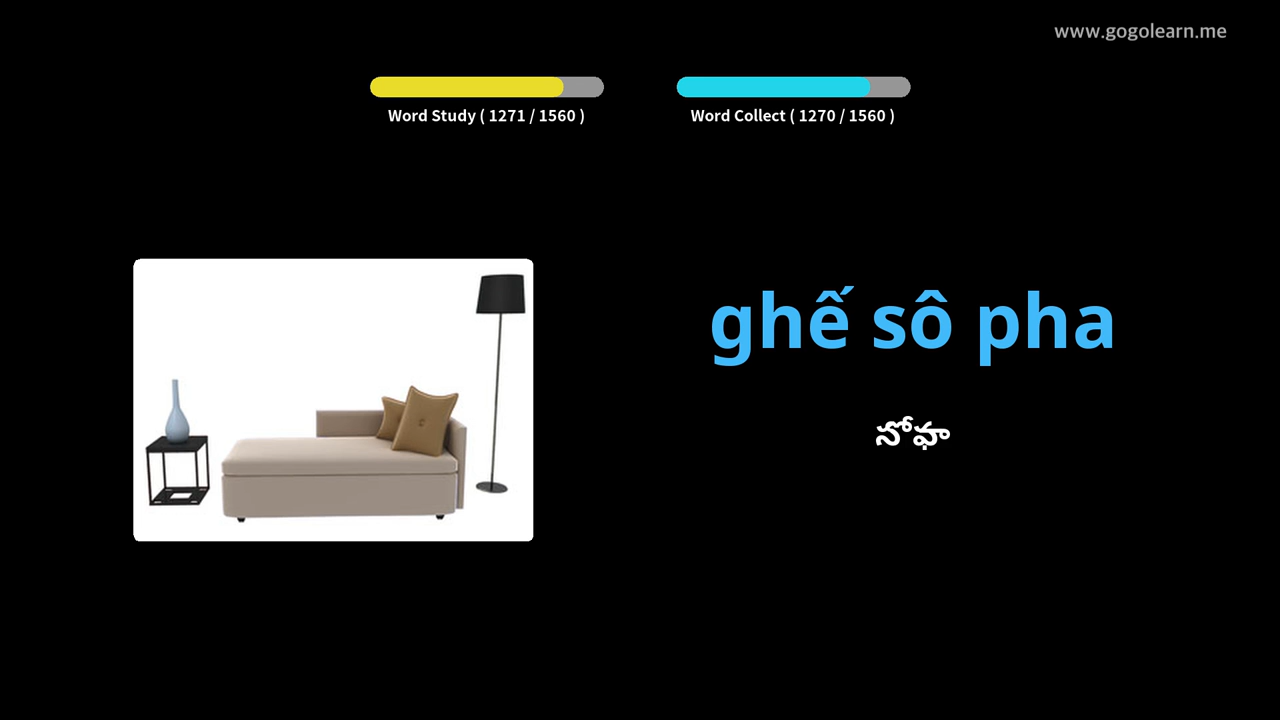 www.gogolearn.me
Word Study ( 1271 / 1560 )
Word Collect ( 1270 / 1560 )
ghế sô pha
సోఫా